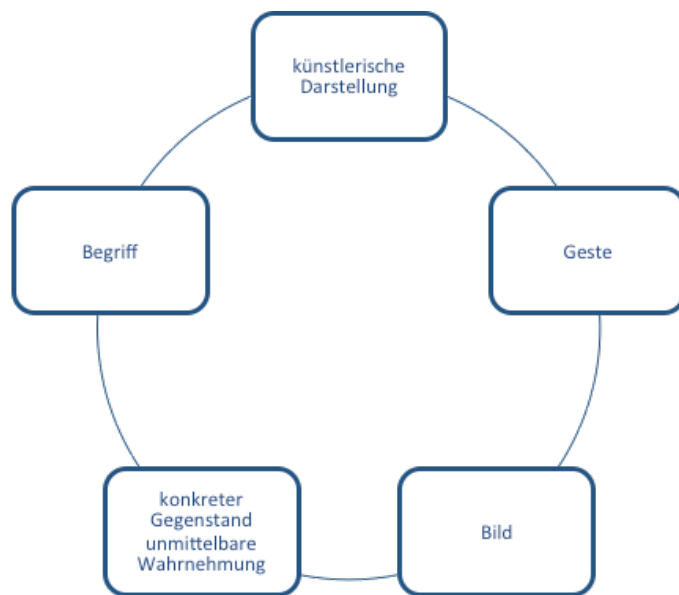 künstlerische
Darstellung
Begriff
Geste
konkreter
Gegenstand
unmittelbare
Wahrnehmung
Bild